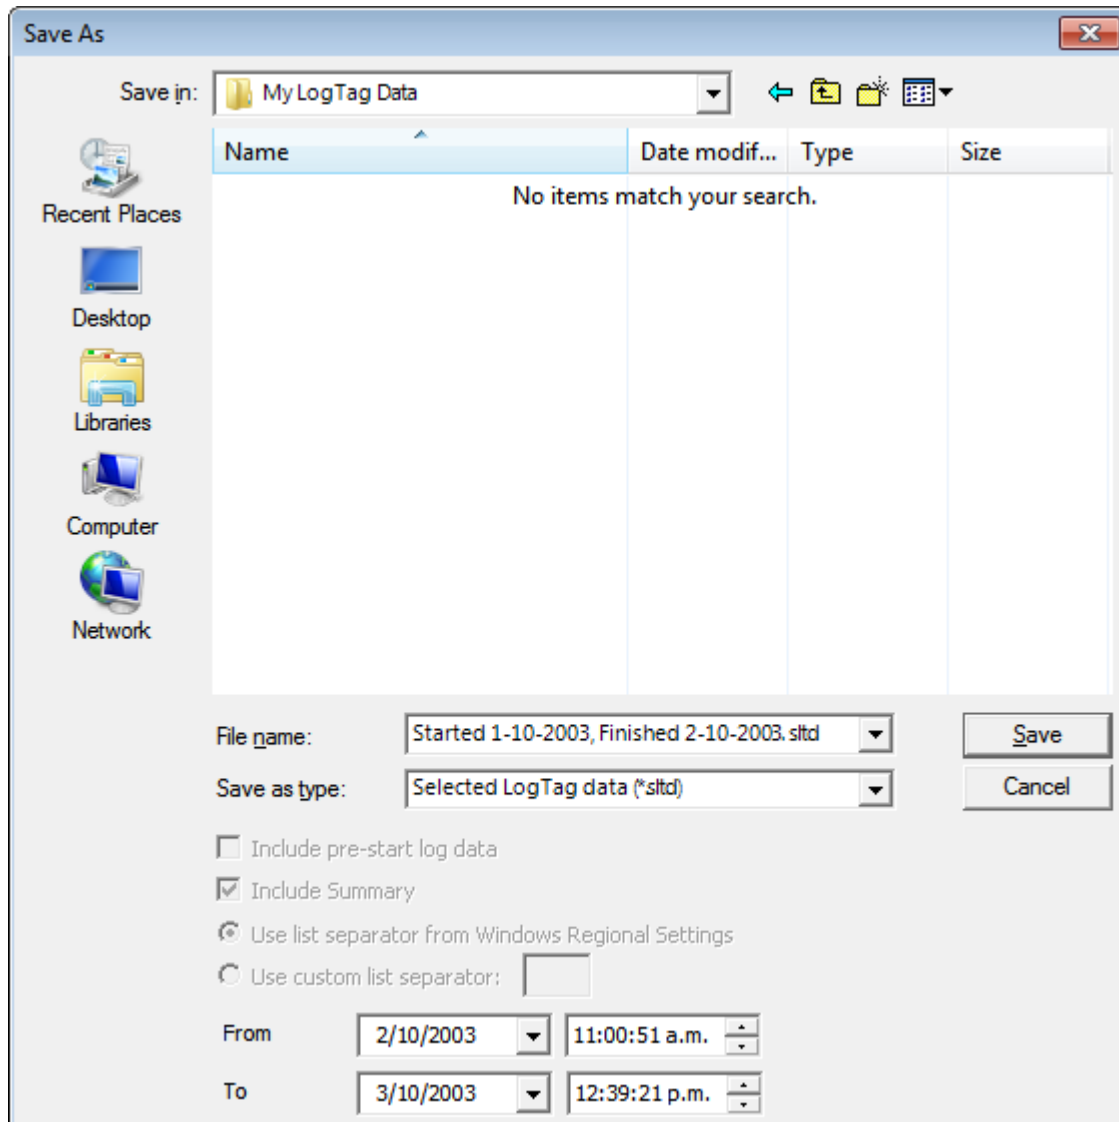 Save As
Save in: My LogTag Data
Name Date modif... Type Size
No items match your search.
Recent Places
Desktop
Libraries
Computer
Network
File name: Started 1-10-2003, Finished 2-10-2003.sltd Save
Save as type: Selected LogTag data (*.sltd) Cancel
Include pre-start log data
Include Summary
Use list separator from Windows Regional Settings
Use custom list separator:
From 2/10/2003 11:00:51 a.m.
To 3/10/2003 12:39:21 p.m.